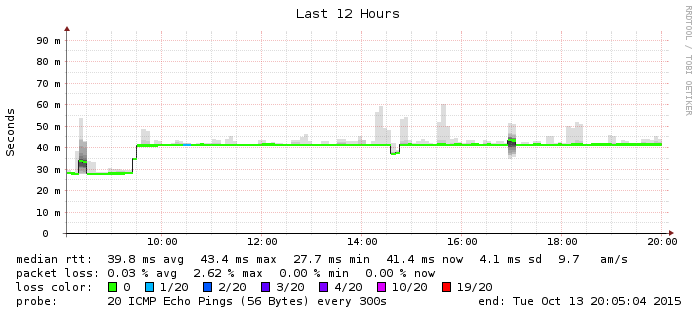 Last 12 Hours
RRDTOOL / TOBI OETIKER
Seconds
90 m
80 m
70 m
60 m
50 m
40 m
30 m
20 m
10 m
0
10:00 12:00 14:00 16:00 18:00 20:00
median rtt: 39.8 ms avg 43.4 ms max 27.7 ms min 41.4 ms now 4.1 ms sd 9.7 am/s
packet loss: 0.03 % avg 2.62 % max 0.00 % min 0.00 % now
loss color: 0 1/20 2/20 3/20 4/20 10/20 19/20
probe: 20 ICMP Echo Pings (56 Bytes) every 300s end: Tue Oct 13 20:05:04 2015